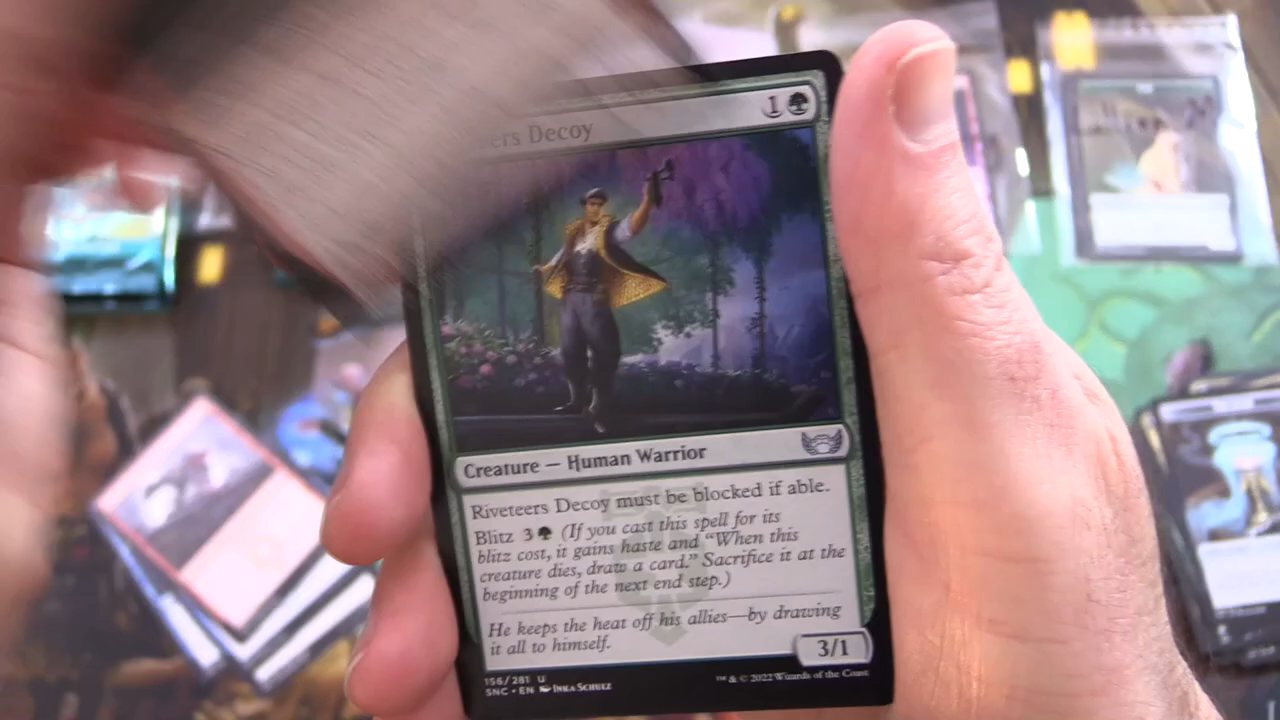 ers Decoy 1
Creature — Human Warrior
Riveteers Decoy must be blocked if able.
Blitz 3 (If you cast this spell for its
blitz cost, it gains haste and “When this
creature dies, draw a card.” Sacrifice it at the
beginning of the next end step.)
He keeps the heat off his allies—by drawing
it all to himself.
3/1
156/281 U
SNC • EN Inka Schulz
™ & © 2022 Wizards of the Coast